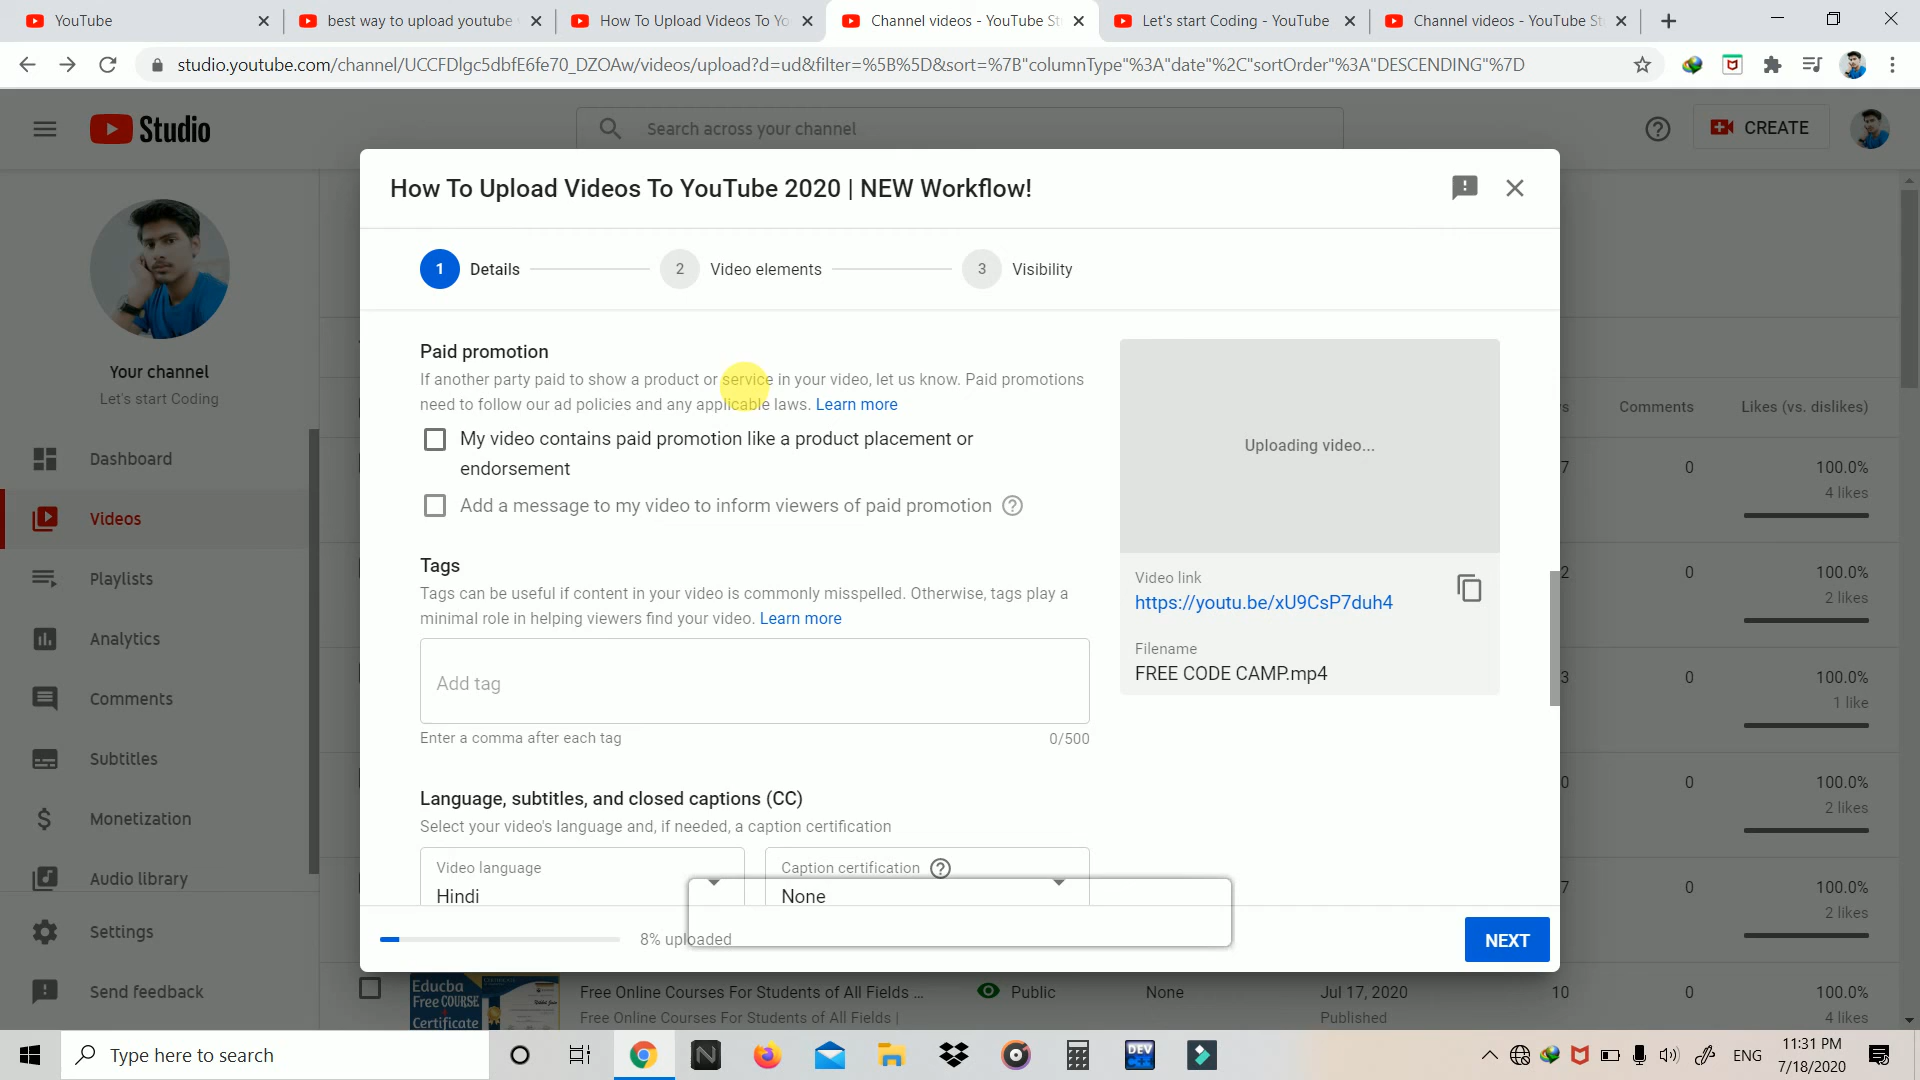 YouTube
best way to upload youtube
How To Upload Videos To Yo
Channel videos - YouTube St
Let's start Coding - YouTube
Channel videos - YouTube St
studio.youtube.com/channel/UCCFDlgc5dbfE6fe70_DZOAw/videos/upload?d=ud&filter=%5B%5D&sort=%7B"columnType"%3A"date"%2C"sortOrder"%3A"DESCENDING"%7D
Studio
Search across your channel
CREATE
How To Upload Videos To YouTube 2020 | NEW Workflow!
1 Details
2 Video elements
3 Visibility
Your channel
Let's start Coding
Dashboard
Videos
Playlists
Analytics
Comments
Subtitles
Monetization
Audio library
Settings
Send feedback
Paid promotion
If another party paid to show a product or service in your video, let us know. Paid promotions
need to follow our ad policies and any applicable laws. Learn more
My video contains paid promotion like a product placement or
endorsement
Add a message to my video to inform viewers of paid promotion
Tags
Tags can be useful if content in your video is commonly misspelled. Otherwise, tags play a
minimal role in helping viewers find your video. Learn more
Add tag
Enter a comma after each tag
0/500
Language, subtitles, and closed captions (CC)
Select your video's language and, if needed, a caption certification
Video language
Hindi
Caption certification
None
Uploading video...
Video link
https://youtu.be/xU9CsP7duh4
Filename
FREE CODE CAMP.mp4
8% uploaded
NEXT
s
Comments
Likes (vs. dislikes)
7
0
100.0%
4 likes
2
0
100.0%
2 likes
3
0
100.0%
1 like
0
0
100.0%
2 likes
7
0
100.0%
2 likes
Educba
Free COURSE
+
Certificate
Free Online Courses For Students of All Fields ...
Free Online Courses For Students of All Fields |
Public
None
Jul 17, 2020
Published
10
0
100.0%
4 likes
Type here to search
DEV
ENG
11:31 PM
7/18/2020